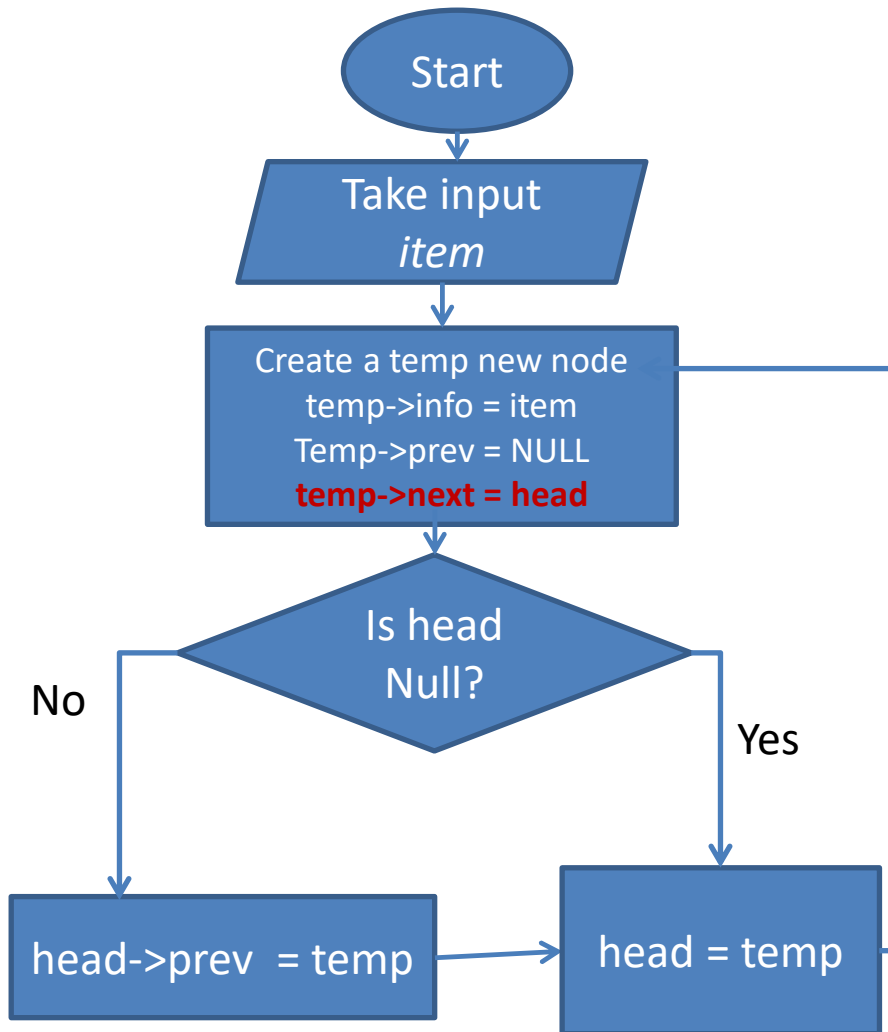 Start
Take input
item
Create a temp new node
temp->info = item
Temp->prev = NULL
temp->next = head
Is head
Null?
No
Yes
head->prev  = temp
head = temp